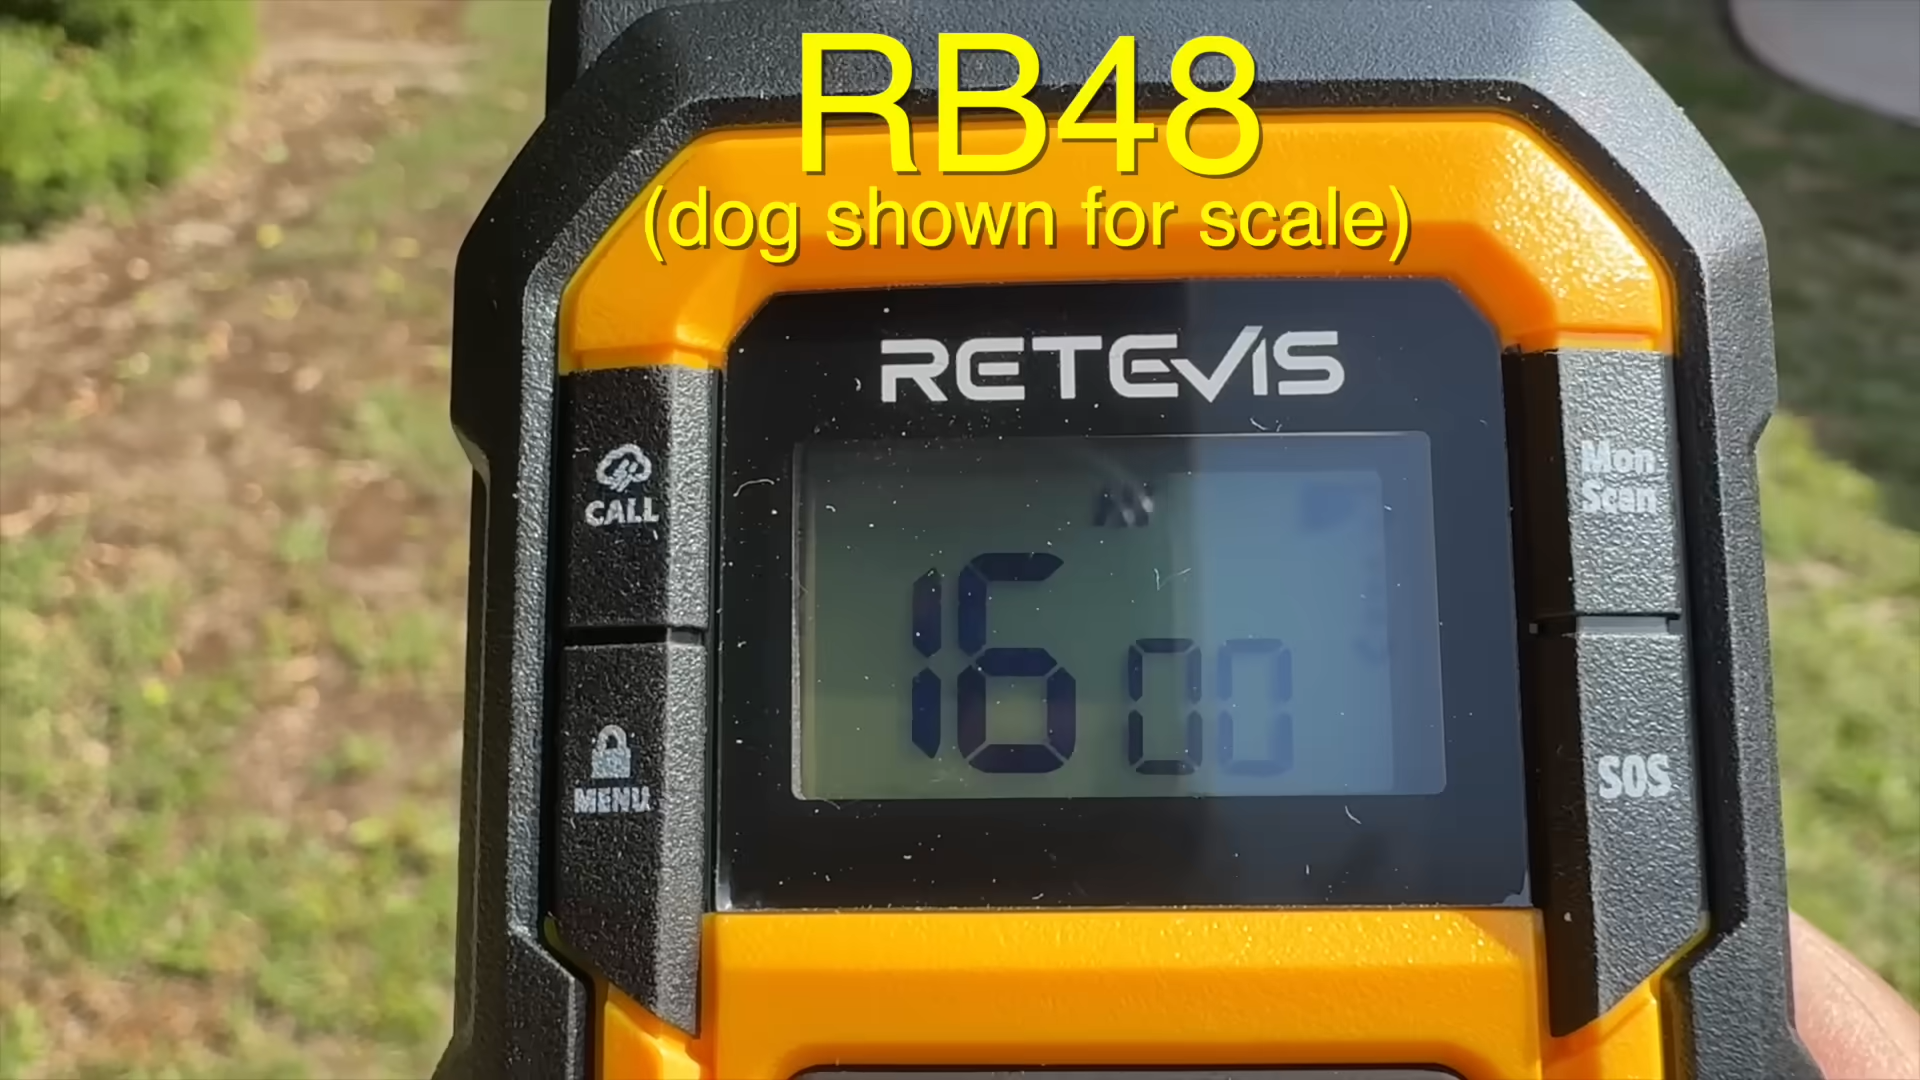 RB48
(dog shown for scale)
RETEVIS
CALL
Mon
Scan
16 00
MENU
SOS